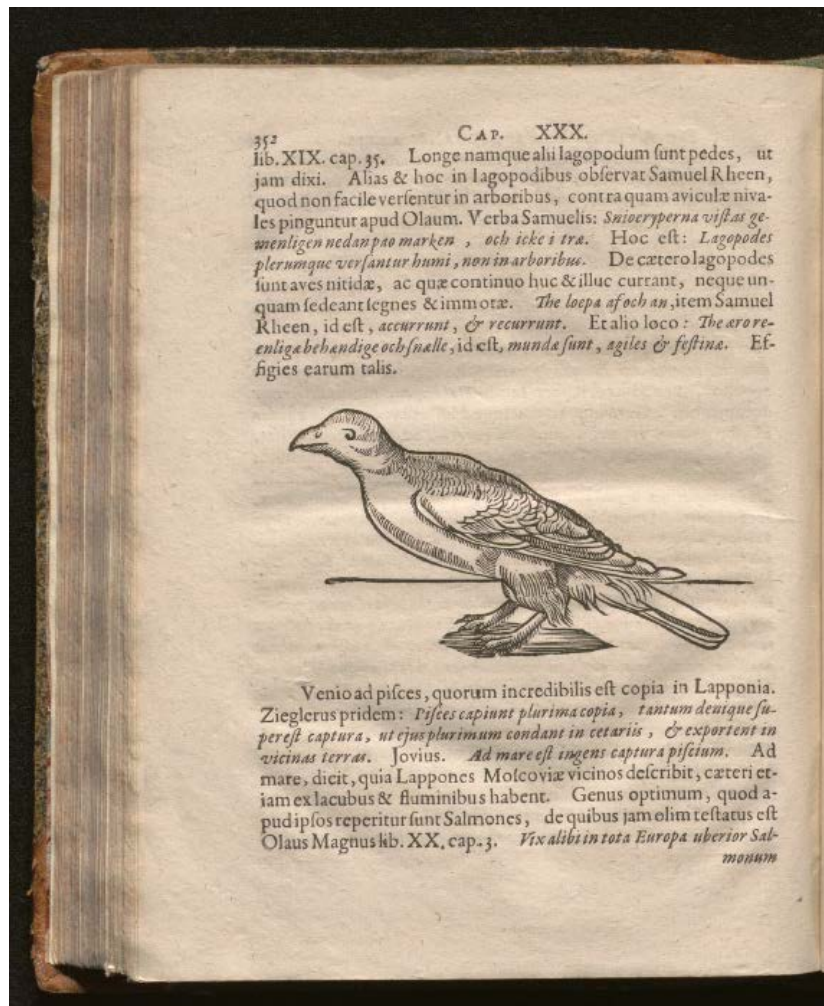 352 CAP. XXX.
lib. XIX. cap. 35. Longe namque alii lagopodum ſunt pedes, ut
jam dixi. Alias & hoc in lagopodibus obſervat Samuel Rheen,
quod non facile verſentur in arboribus, contra quam aviculæ niva-
les pinguntur apud Olaum. Verba Samuelis: Sniocryperna viſtas ge-
menligen nedan pao marken, och icke i træ. Hoc eſt: Lagopodes
plerumque verſantur humi, non in arboribus. De cætero lagopodes
ſunt aves nitidæ, ac quæ continuo huc & illuc currant, neque un-
quam ſedeant ſegnes & immotæ. The loepa af och an, item Samuel
Rheen, id eſt, accurrunt, & recurrunt. Et alio loco: The æro re-
enligæ behændige och ſnælle, id eſt, mundæ ſunt, agiles & feſtinæ. Ef-
figies earum talis.
Venio ad piſces, quorum incredibilis eſt copia in Lapponia.
Zieglerus pridem: Piſces capiunt plurima copia, tantum denique ſu-
pereſt captura, ut ejus plurimum condant in cetariis, & exportent in
vicinas terras. Jovius. Ad mare eſt ingens captura piſcium. Ad
mare, dicit, quia Lappones Moſcoviæ vicinos deſcribit, cæteri et-
iam ex lacubus & fluminibus habent. Genus optimum, quod a-
pud ipſos reperitur ſunt Salmones, de quibus jam olim teſtatus eſt
Olaus Magnus lib. XX. cap. 3. Vix alibi in tota Europa uberior Sal-
monum